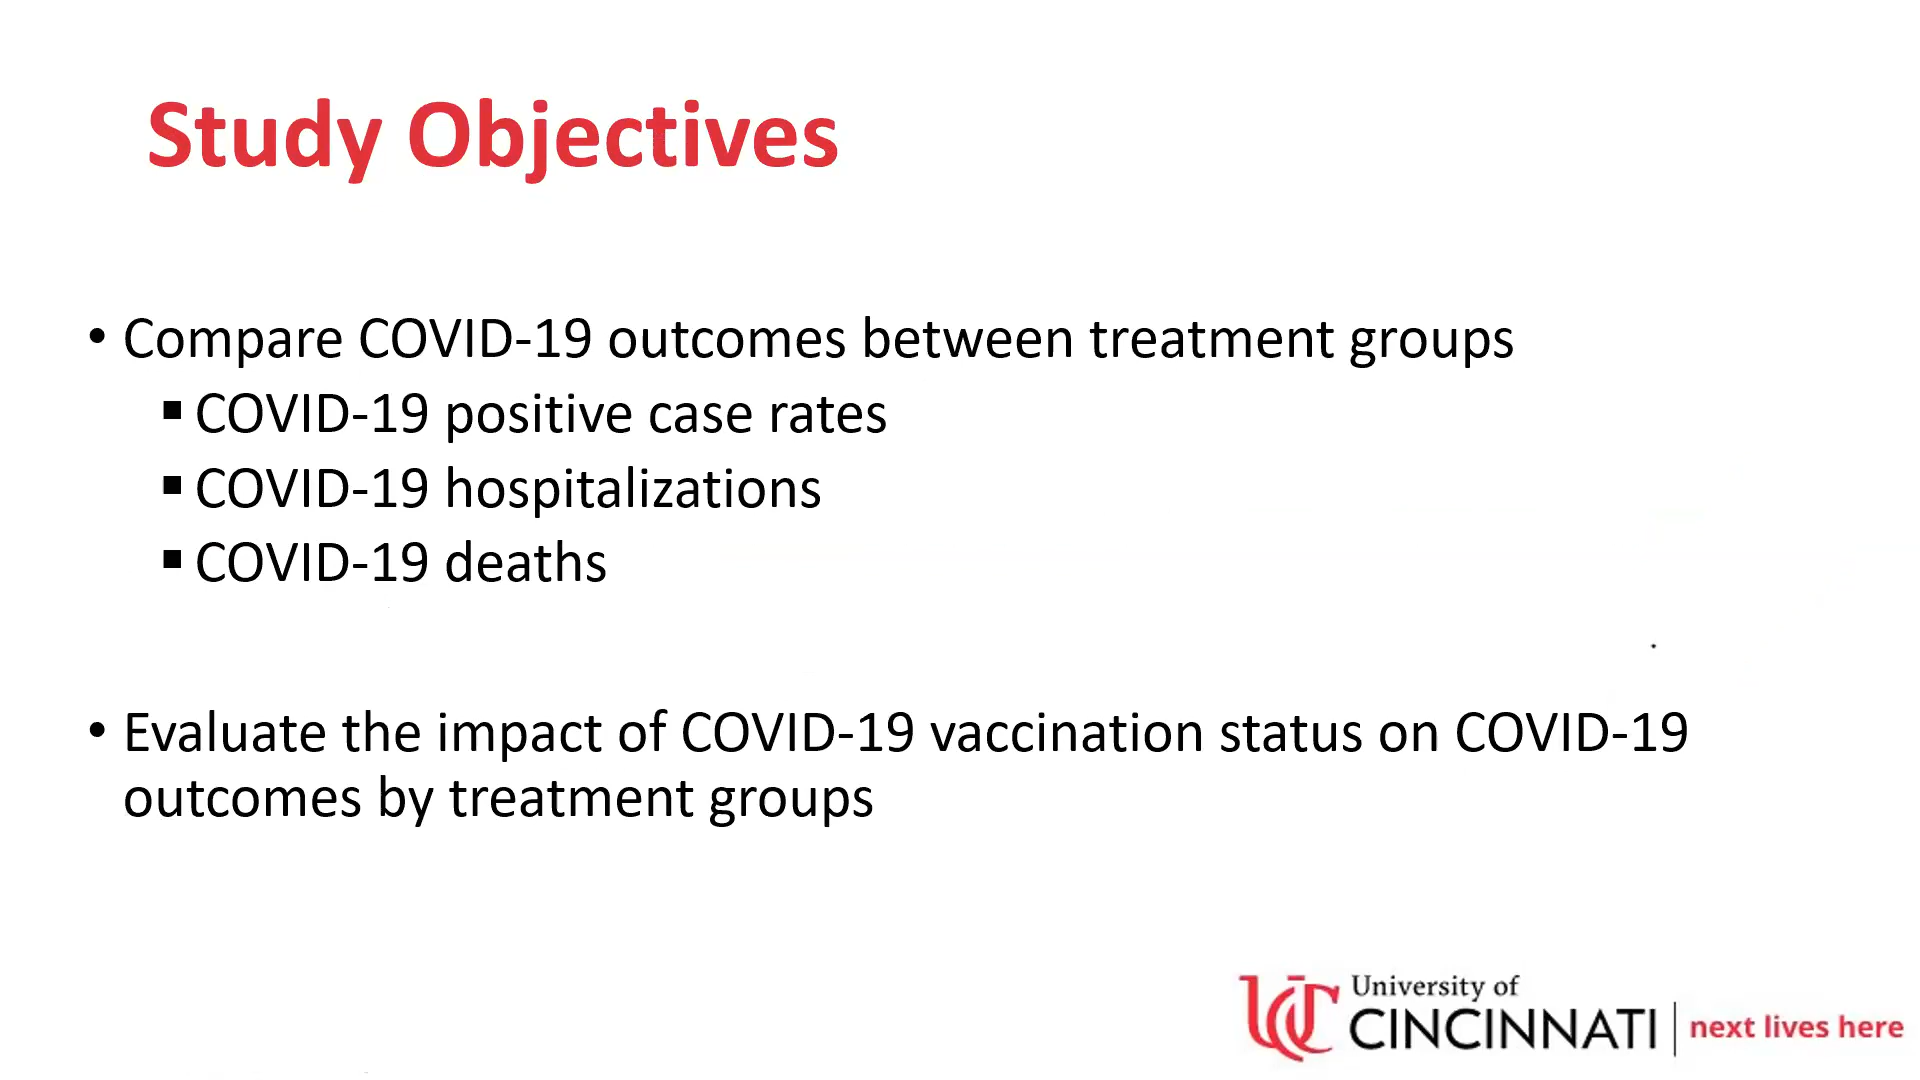 Study Objectives
• Compare COVID-19 outcomes between treatment groups
▪ COVID-19 positive case rates
▪ COVID-19 hospitalizations
▪ COVID-19 deaths
• Evaluate the impact of COVID-19 vaccination status on COVID-19
outcomes by treatment groups
UC University of
CINCINNATI | next lives here